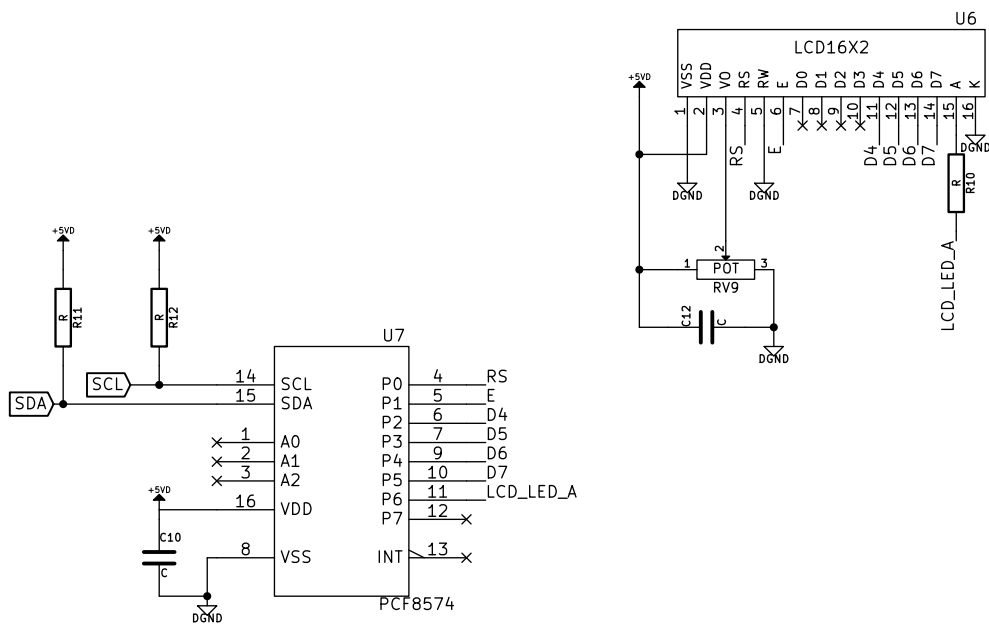 U6
LCD16X2
VSS VDD VO RS RW E D0 D1 D2 D3 D4 D5 D6 D7 A K
1 2 3 4 5 6 7 8 9 10 11 12 13 14 15 16
+5VD
RS
E
D4 D5 D6 D7
DGND
R R10
DGND
DGND
LCD_LED_A
2
1 POT 3
RV9
C12 C
DGND
+5VD
+5VD
R R11
R R12
U7
SCL
14 SCL
P0 4 RS
SDA
15 SDA
P1 5 E
P2 6 D4
1 A0
P3 7 D5
2 A1
P4 9 D6
3 A2
P5 10 D7
P6 11 LCD_LED_A
+5VD
16 VDD
P7 12
C10
C
8 VSS
INT 13
PCF8574
DGND